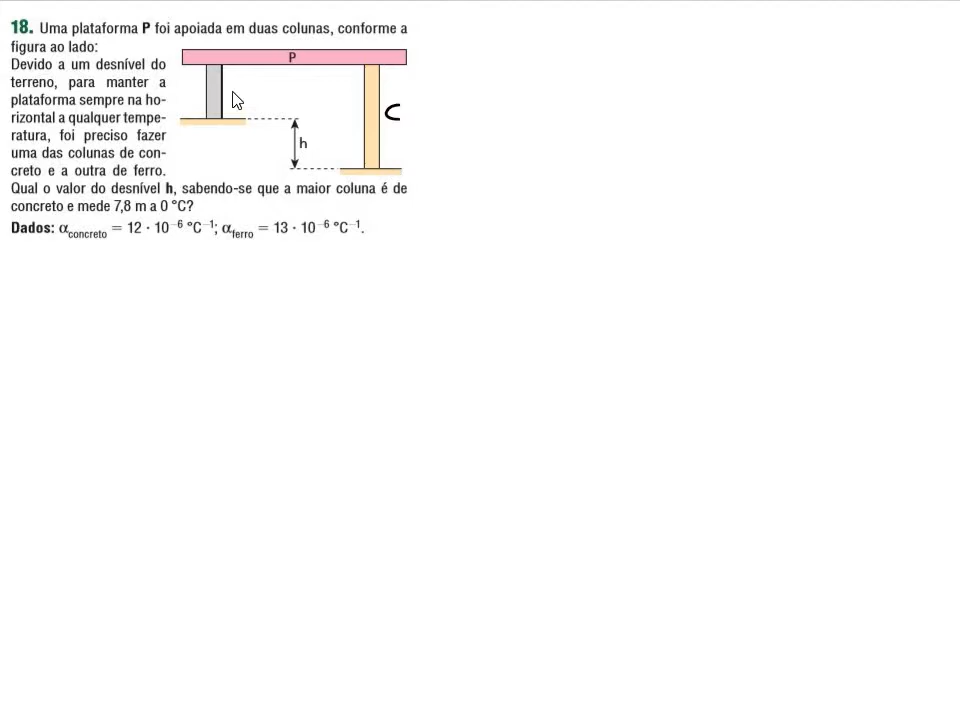 18. Uma plataforma P foi apoiada em duas colunas, conforme a
figura ao lado:
Devido a um desnível do
terreno, para manter a
plataforma sempre na ho-
rizontal a qualquer tempe-
ratura, foi preciso fazer
uma das colunas de con-
creto e a outra de ferro.
P
C
h
Qual o valor do desnível h, sabendo-se que a maior coluna é de
concreto e mede 7,8 m a 0 °C?
Dados: α_concreto = 12 · 10⁻⁶ °C⁻¹; α_ferro = 13 · 10⁻⁶ °C⁻¹.